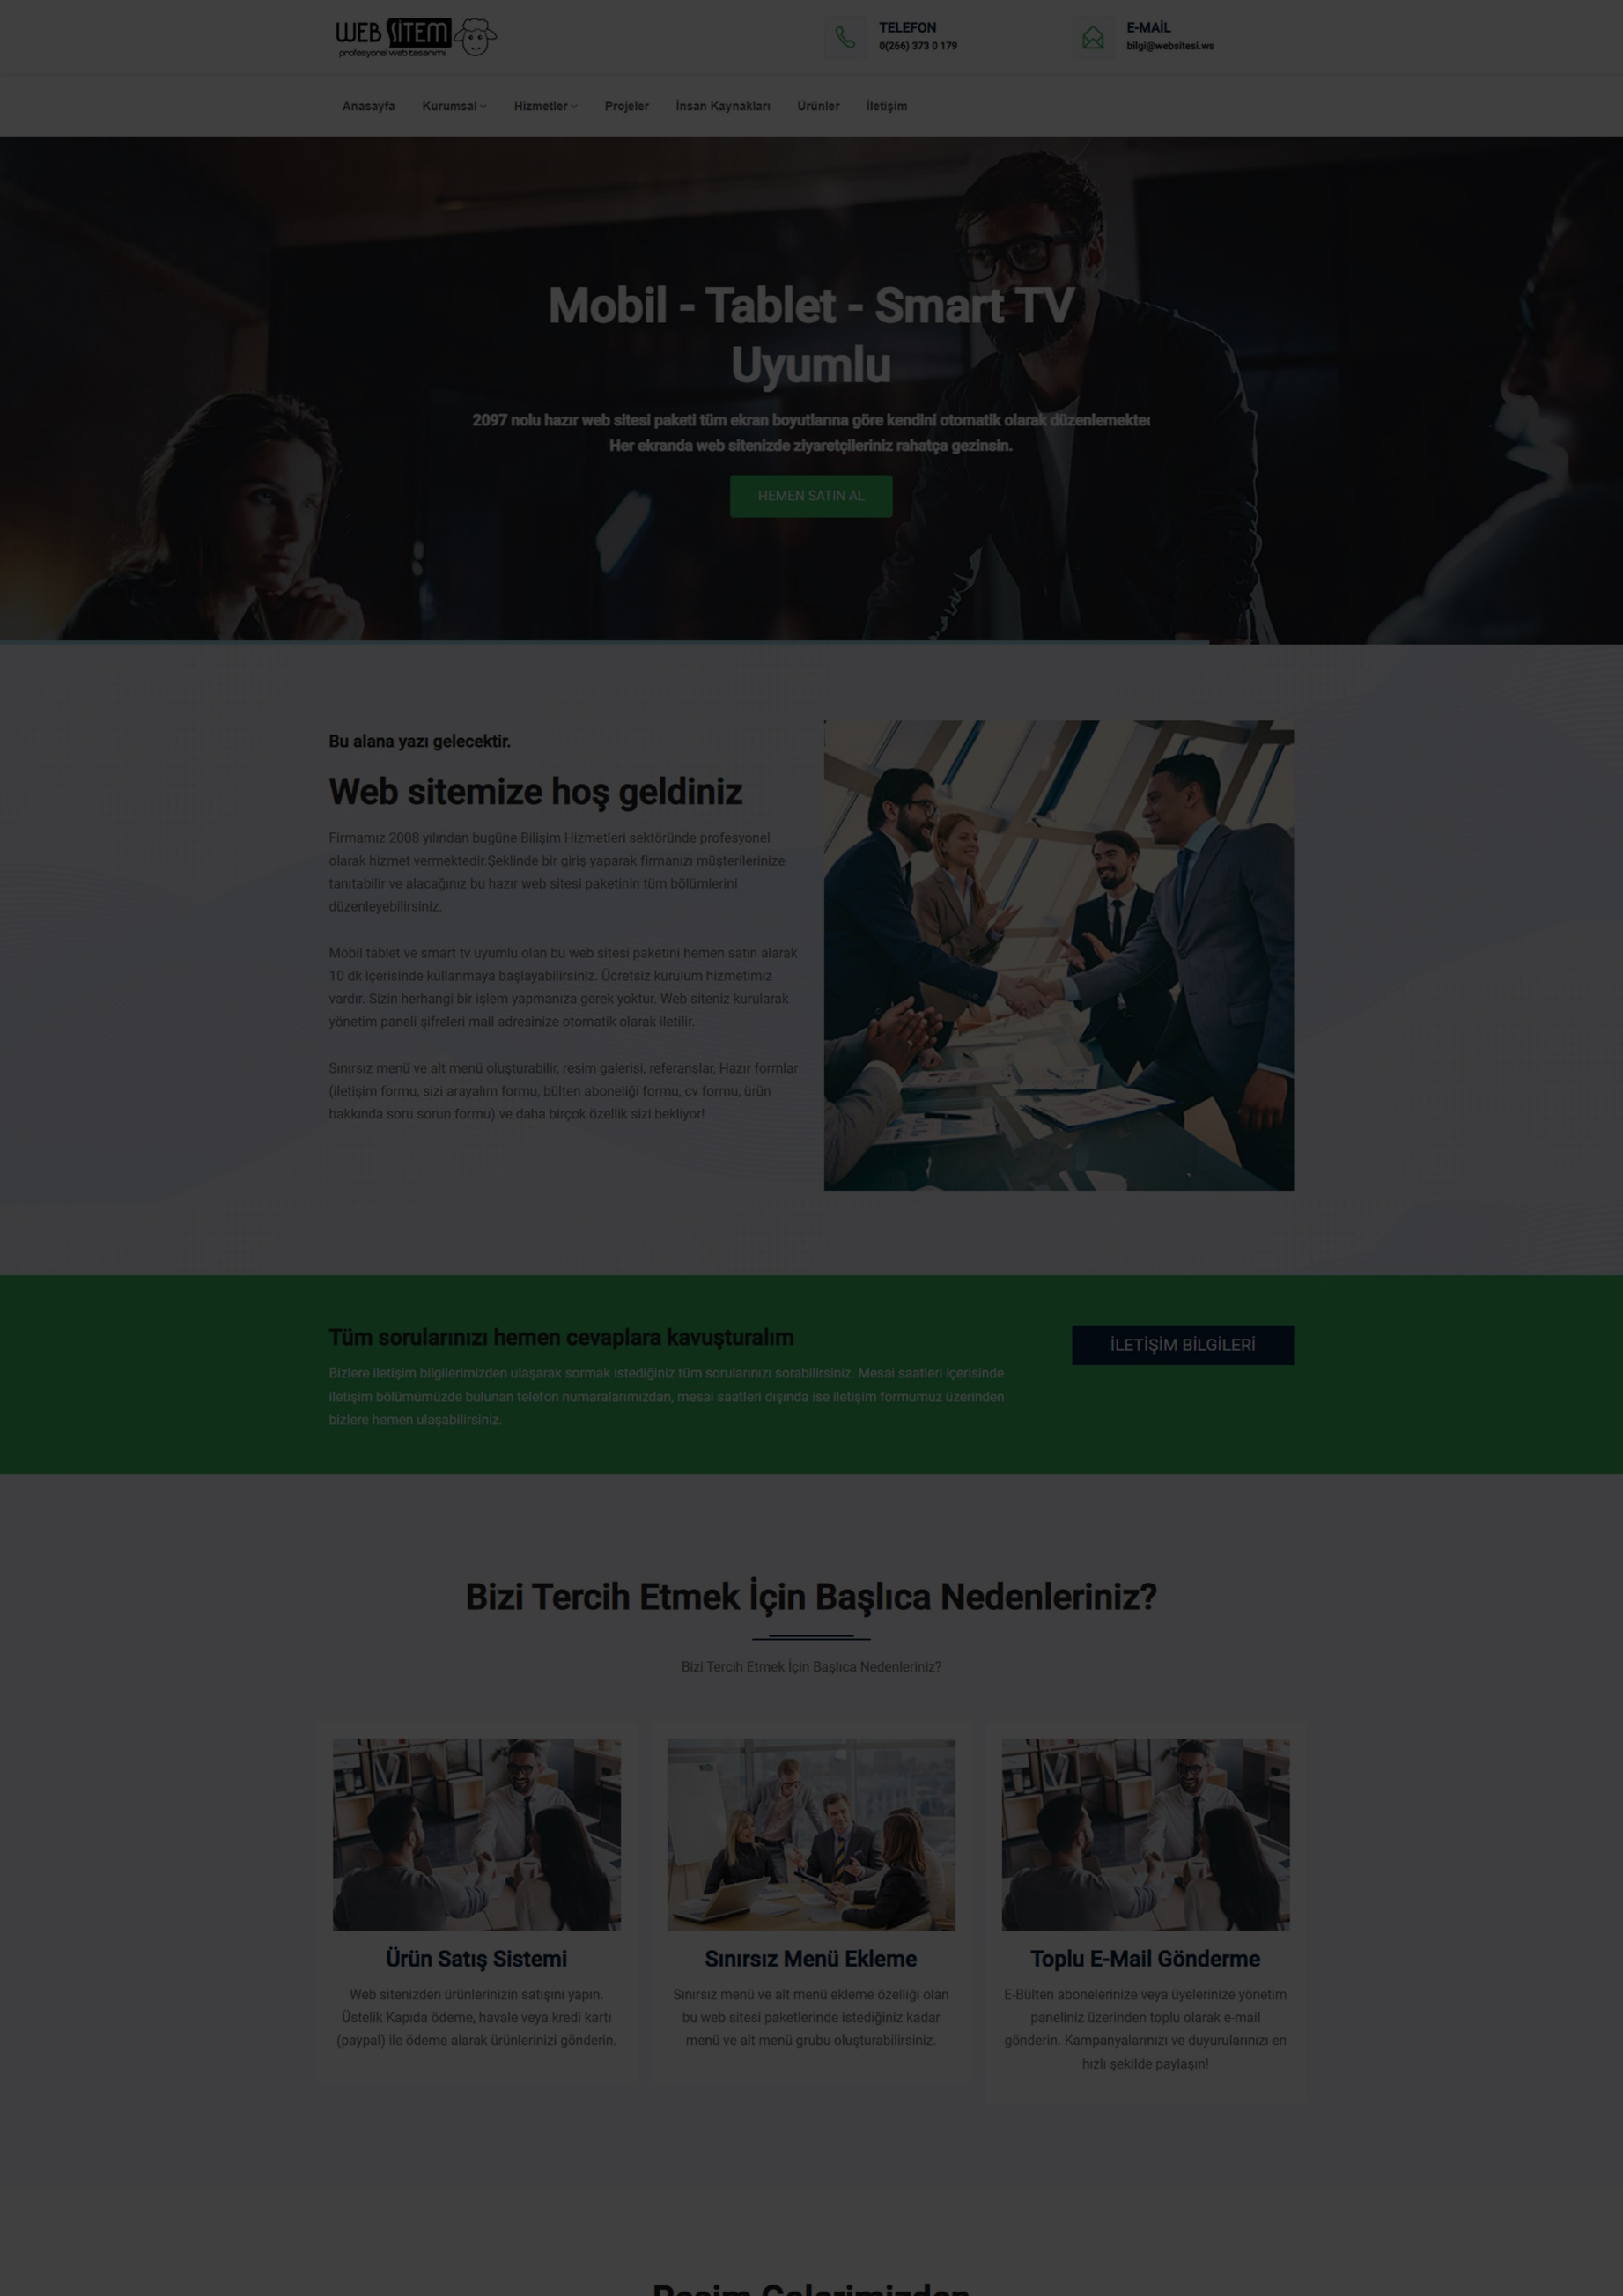 WEB SİTEM
profesyonel web tasarımı
TELEFON
0(266) 373 0 179
E-MAİL
bilgi@websitesi.ws
Anasayfa Kurumsal Hizmetler Projeler İnsan Kaynakları Ürünler İletişim
Mobil - Tablet - Smart TV
Uyumlu
2097 nolu hazır web sitesi paketi tüm ekran boyutlarına göre kendini otomatik olarak düzenlemekted
Her ekranda web sitenizde ziyaretçileriniz rahatça gezinsin.
HEMEN SATIN AL
Bu alana yazı gelecektir.
Web sitemize hoş geldiniz
Firmamız 2008 yılından bugüne Bilişim Hizmetleri sektöründe profesyonel
olarak hizmet vermektedir.Şeklinde bir giriş yaparak firmanızı müşterilerinize
tanıtabilir ve alacağınız bu hazır web sitesi paketinin tüm bölümlerini
düzenleyebilirsiniz.
Mobil tablet ve smart tv uyumlu olan bu web sitesi paketini hemen satın alarak
10 dk içerisinde kullanmaya başlayabilirsiniz. Ücretsiz kurulum hizmetimiz
vardır. Sizin herhangi bir işlem yapmanıza gerek yoktur. Web siteniz kurularak
yönetim paneli şifreleri mail adresinize otomatik olarak iletilir.
Sınırsız menü ve alt menü oluşturabilir, resim galerisi, referanslar, Hazır formlar
(iletişim formu, sizi arayalım formu, bülten aboneliği formu, cv formu, ürün
hakkında soru sorun formu) ve daha birçok özellik sizi bekliyor!
Tüm sorularınızı hemen cevaplara kavuşturalım
Bizlere iletişim bilgilerimizden ulaşarak sormak istediğiniz tüm sorularınızı sorabilirsiniz. Mesai saatleri içerisinde
iletişim bölümümüzde bulunan telefon numaralarımızdan, mesai saatleri dışında ise iletişim formumuz üzerinden
bizlere hemen ulaşabilirsiniz.
İLETİŞİM BİLGİLERİ
Bizi Tercih Etmek İçin Başlıca Nedenleriniz?
Bizi Tercih Etmek İçin Başlıca Nedenleriniz?
Ürün Satış Sistemi
Web sitenizden ürünlerinizin satışını yapın.
Üstelik Kapıda ödeme, havale veya kredi kartı
(paypal) ile ödeme alarak ürünlerinizi gönderin.
Sınırsız Menü Ekleme
Sınırsız menü ve alt menü ekleme özelliği olan
bu web sitesi paketlerinde istediğiniz kadar
menü ve alt menü grubu oluşturabilirsiniz.
Toplu E-Mail Gönderme
E-Bülten abonelerinize veya üyelerinize yönetim
paneliniz üzerinden toplu olarak e-mail
gönderin. Kampanyalarınızı ve duyurularınızı en
hızlı şekilde paylaşın!
Resim Galerimizden